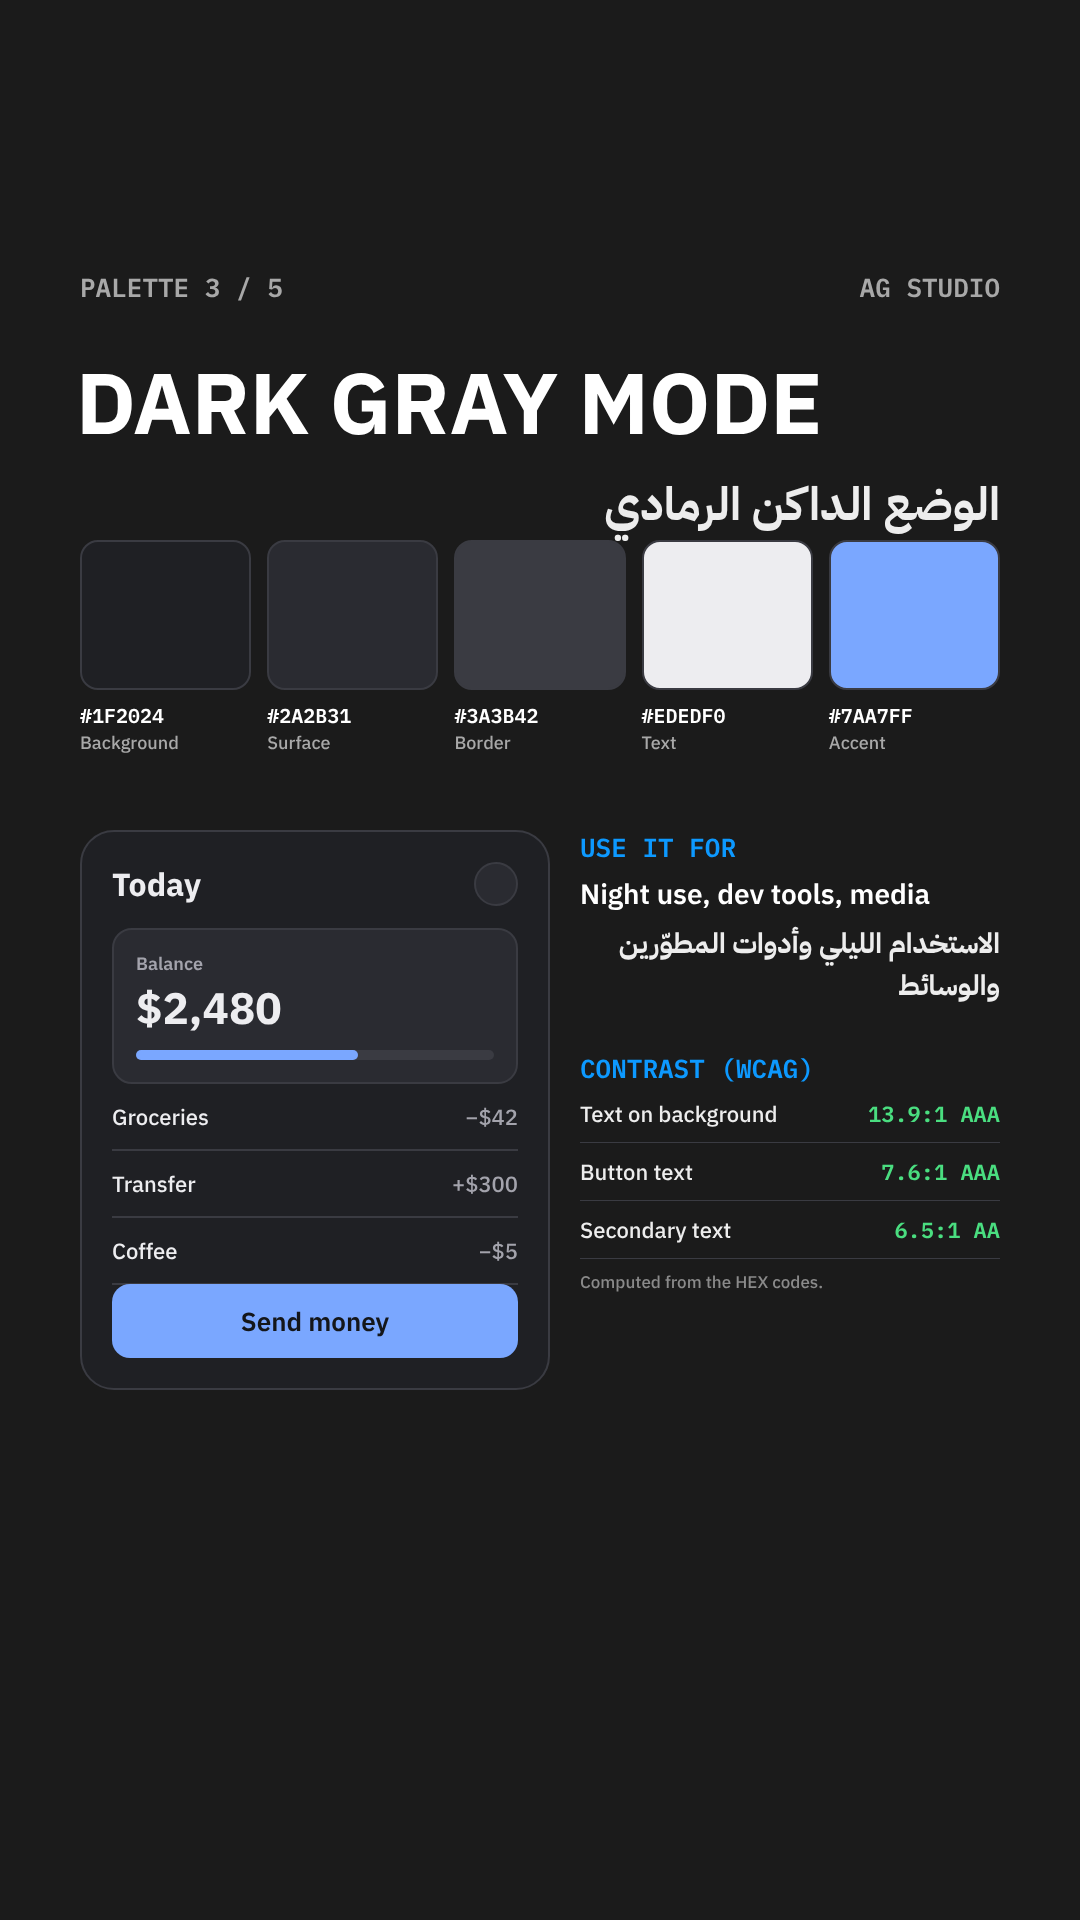 PALETTE 3 / 5
AG STUDIO
DARK GRAY MODE
الوضع الداكن الرمادي
#1F2024
#2A2B31
#3A3B42
#EDEDF0
#7AA7FF
Background
Surface
Border
Text
Accent
Today
Balance
$2,480
Groceries −$42
Transfer +$300
Coffee −$5
Send money
USE IT FOR
Night use, dev tools, media
الاستخدام الليلي وأدوات المطوّرين
والوسائط
CONTRAST (WCAG)
Text on background 13.9:1 AAA
Button text 7.6:1 AAA
Secondary text 6.5:1 AA
Computed from the HEX codes.